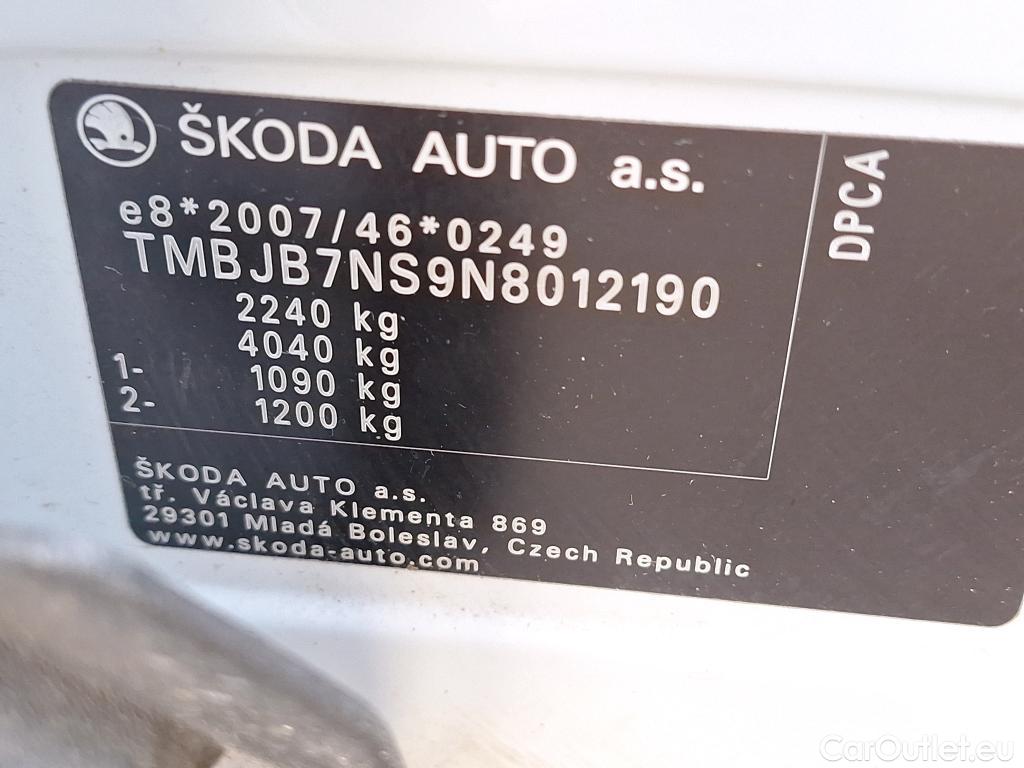 ŠKODA AUTO a.s.
DPCA
e8*2007/46*0249
TMBJB7NS9N8012190
2240 kg
4040 kg
1- 1090 kg
2- 1200 kg
ŠKODA AUTO a.s.
tř. Václava Klementa 869
29301 Mladá Boleslav, Czech Republic
www.skoda-auto.com
CarOutlet.eu